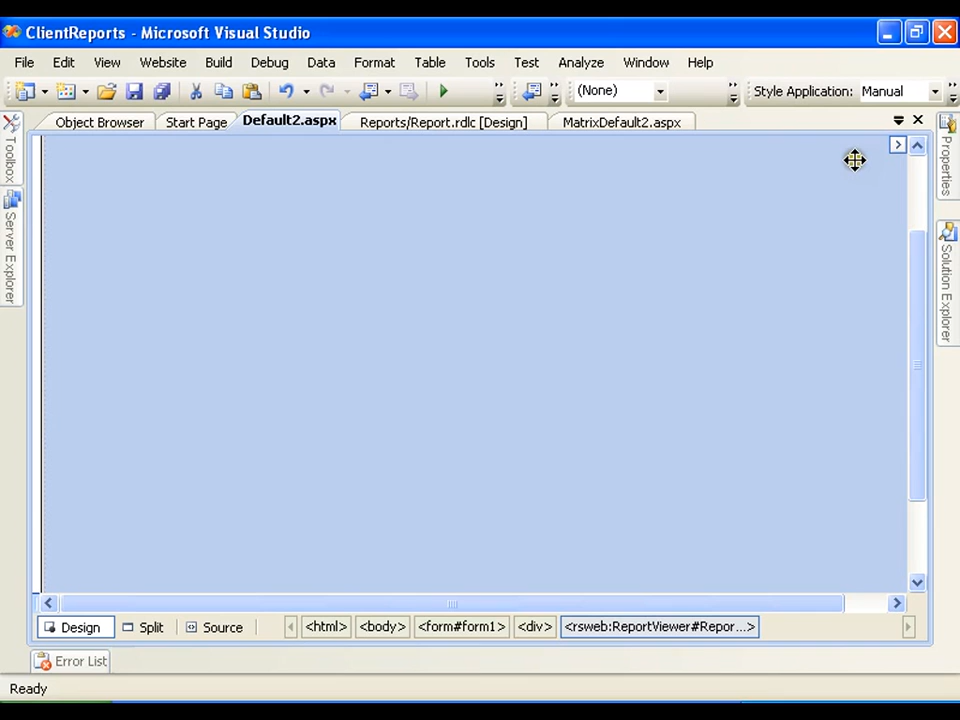 ClientReports - Microsoft Visual Studio
File Edit View Website Build Debug Data Format Table Tools Test Analyze Window Help
(None) Style Application: Manual
Object Browser Start Page Default2.aspx Reports/Report.rdlc [Design] MatrixDefault2.aspx
Toolbox
Server Explorer
Properties
Solution Explorer
Design Split Source <html> <body> <form#form1> <div> <rsweb:ReportViewer#Repor...>
Error List
Ready